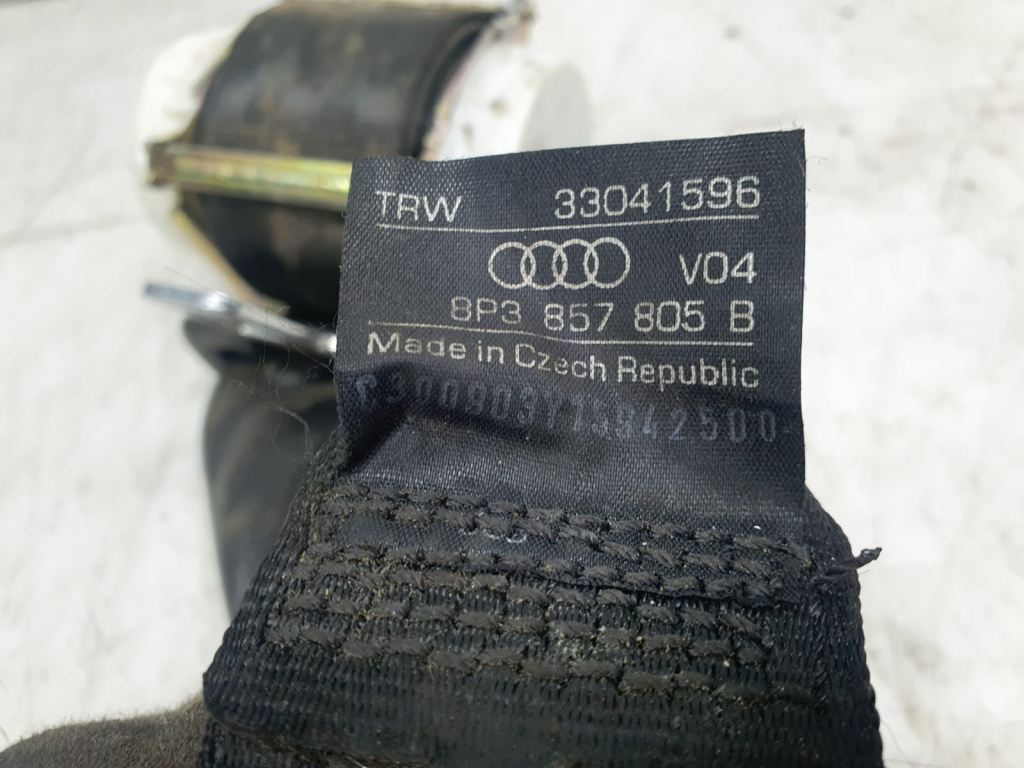 TRW 33041596
V04
8P3 857 805 B
Made in Czech Republic